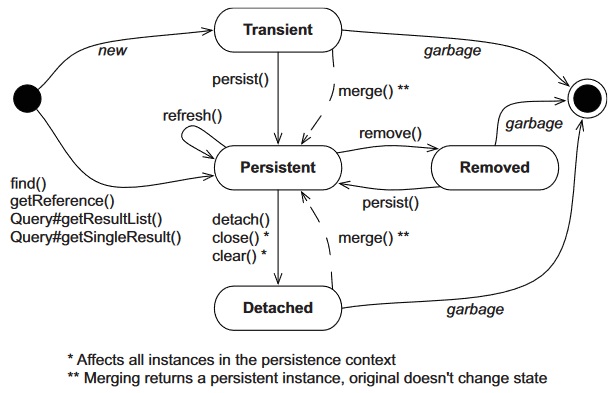 Transient
new
garbage
persist()
merge() **
refresh()
remove()
garbage
Persistent
Removed
find()
getReference()
Query#getResultList()
Query#getSingleResult()
persist()
detach()
close() *
clear() *
merge() **
Detached
garbage
* Affects all instances in the persistence context
** Merging returns a persistent instance, original doesn't change state